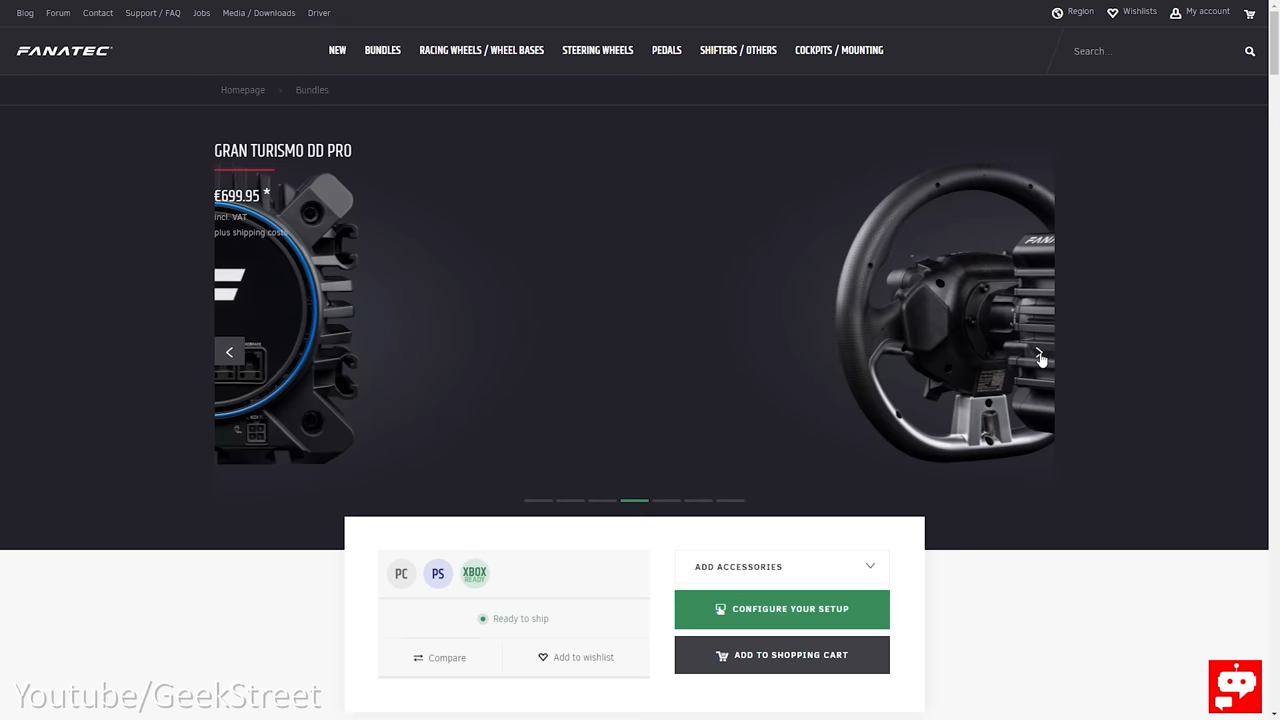 Blog Forum Contact Support / FAQ Jobs Media / Downloads Driver
Region Wishlists My account
FANATEC
NEW BUNDLES RACING WHEELS / WHEEL BASES STEERING WHEELS PEDALS SHIFTERS / OTHERS COCKPITS / MOUNTING
Search...
Homepage Bundles
GRAN TURISMO DD PRO
€699.95 *
incl. VAT
plus shipping costs
PC PS XBOX READY
Ready to ship
Compare Add to wishlist
ADD ACCESSORIES
CONFIGURE YOUR SETUP
ADD TO SHOPPING CART
Youtube/GeekStreet